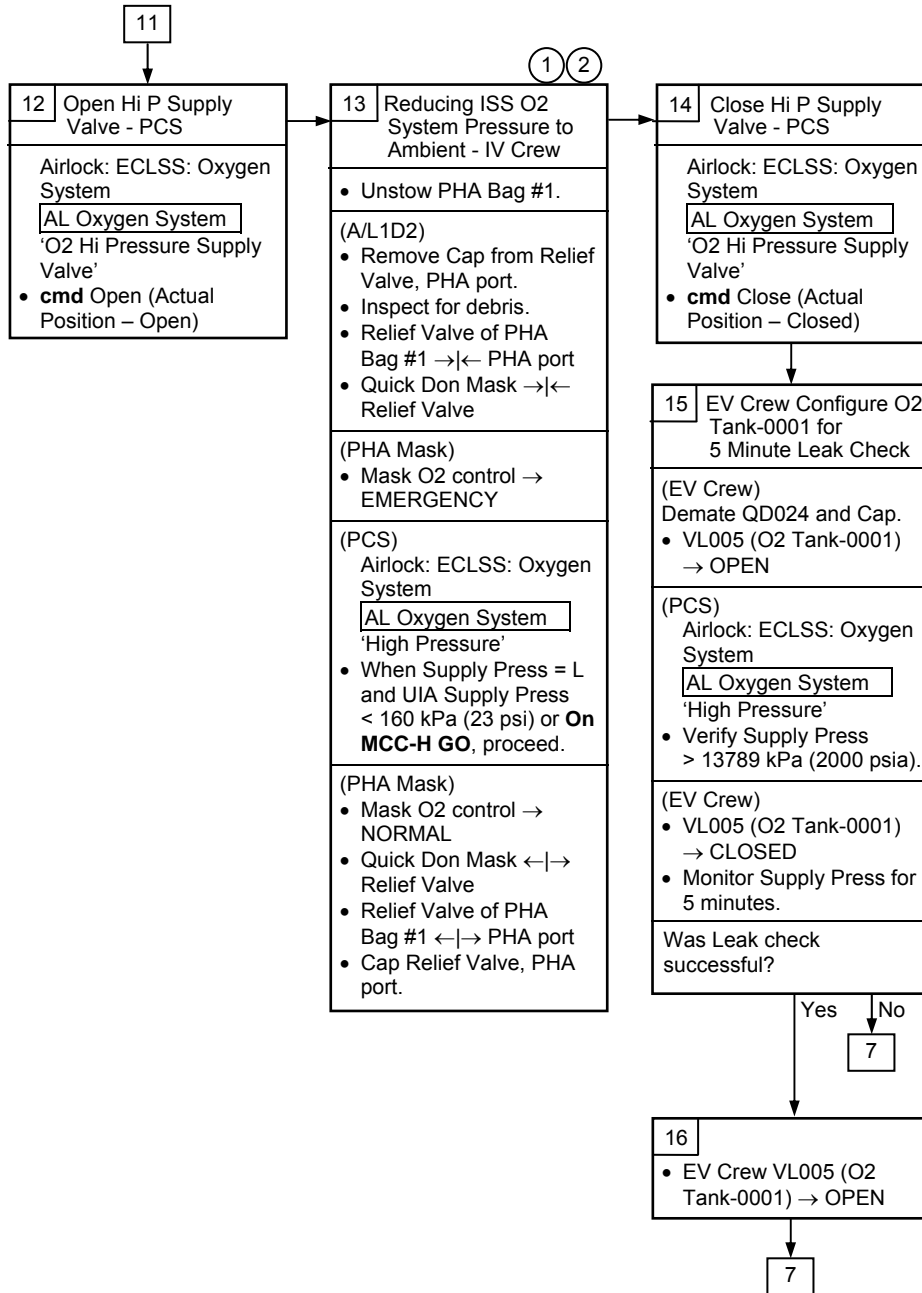 11
12 Open Hi P Supply
Valve - PCS
Airlock: ECLSS: Oxygen
System
AL Oxygen System
‘O2 Hi Pressure Supply
Valve’
• cmd Open (Actual
Position – Open)
1 2
13 Reducing ISS O2
System Pressure to
Ambient - IV Crew
• Unstow PHA Bag #1.
(A/L1D2)
• Remove Cap from Relief
Valve, PHA port.
• Inspect for debris.
• Relief Valve of PHA
Bag #1 →|← PHA port
• Quick Don Mask →|←
Relief Valve
(PHA Mask)
• Mask O2 control →
EMERGENCY
(PCS)
Airlock: ECLSS: Oxygen
System
AL Oxygen System
‘High Pressure’
• When Supply Press = L
and UIA Supply Press
< 160 kPa (23 psi) or On
MCC-H GO, proceed.
(PHA Mask)
• Mask O2 control →
NORMAL
• Quick Don Mask ←|→
Relief Valve
• Relief Valve of PHA
Bag #1 ←|→ PHA port
• Cap Relief Valve, PHA
port.
14 Close Hi P Supply
Valve - PCS
Airlock: ECLSS: Oxygen
System
AL Oxygen System
‘O2 Hi Pressure Supply
Valve’
• cmd Close (Actual
Position – Closed)
15 EV Crew Configure O2
Tank-0001 for
5 Minute Leak Check
(EV Crew)
Demate QD024 and Cap.
• VL005 (O2 Tank-0001)
→ OPEN
(PCS)
Airlock: ECLSS: Oxygen
System
AL Oxygen System
‘High Pressure’
• Verify Supply Press
> 13789 kPa (2000 psia).
(EV Crew)
• VL005 (O2 Tank-0001)
→ CLOSED
• Monitor Supply Press for
5 minutes.
Was Leak check
successful?
Yes No
7
16
• EV Crew VL005 (O2
Tank-0001) → OPEN
7